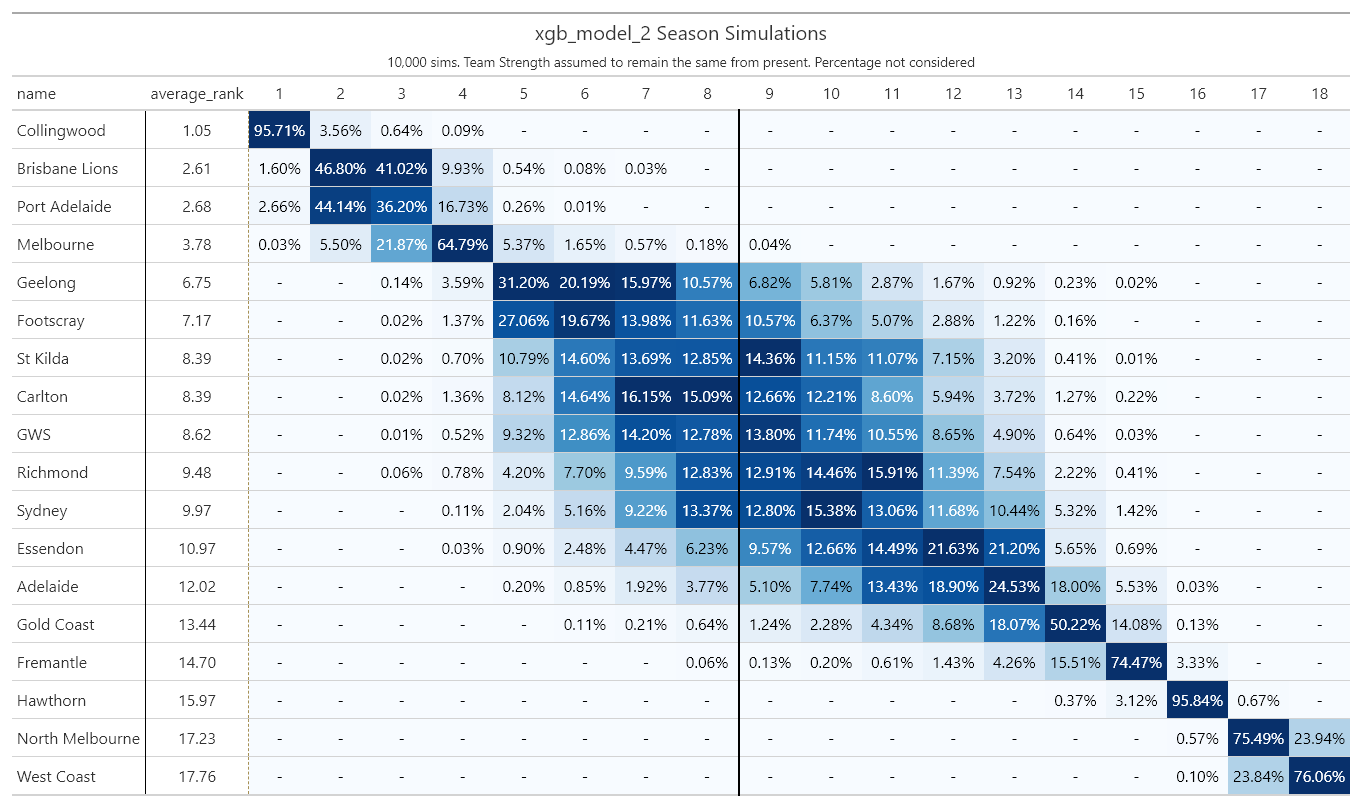 xgb_model_2 Season Simulations
10,000 sims. Team Strength assumed to remain the same from present. Percentage not considered
name average_rank 1 2 3 4 5 6 7 8 9 10 11 12 13 14 15 16 17 18
Collingwood 1.05 95.71% 3.56% 0.64% 0.09% - - - - - - - - - - - - - -
Brisbane Lions 2.61 1.60% 46.80% 41.02% 9.93% 0.54% 0.08% 0.03% - - - - - - - - - - -
Port Adelaide 2.68 2.66% 44.14% 36.20% 16.73% 0.26% 0.01% - - - - - - - - - - - -
Melbourne 3.78 0.03% 5.50% 21.87% 64.79% 5.37% 1.65% 0.57% 0.18% 0.04% - - - - - - - - -
Geelong 6.75 - - 0.14% 3.59% 31.20% 20.19% 15.97% 10.57% 6.82% 5.81% 2.87% 1.67% 0.92% 0.23% 0.02% - - -
Footscray 7.17 - - 0.02% 1.37% 27.06% 19.67% 13.98% 11.63% 10.57% 6.37% 5.07% 2.88% 1.22% 0.16% - - - -
St Kilda 8.39 - - 0.02% 0.70% 10.79% 14.60% 13.69% 12.85% 14.36% 11.15% 11.07% 7.15% 3.20% 0.41% 0.01% - - -
Carlton 8.39 - - 0.02% 1.36% 8.12% 14.64% 16.15% 15.09% 12.66% 12.21% 8.60% 5.94% 3.72% 1.27% 0.22% - - -
GWS 8.62 - - 0.01% 0.52% 9.32% 12.86% 14.20% 12.78% 13.80% 11.74% 10.55% 8.65% 4.90% 0.64% 0.03% - - -
Richmond 9.48 - - 0.06% 0.78% 4.20% 7.70% 9.59% 12.83% 12.91% 14.46% 15.91% 11.39% 7.54% 2.22% 0.41% - - -
Sydney 9.97 - - - 0.11% 2.04% 5.16% 9.22% 13.37% 12.80% 15.38% 13.06% 11.68% 10.44% 5.32% 1.42% - - -
Essendon 10.97 - - - 0.03% 0.90% 2.48% 4.47% 6.23% 9.57% 12.66% 14.49% 21.63% 21.20% 5.65% 0.69% - - -
Adelaide 12.02 - - - - 0.20% 0.85% 1.92% 3.77% 5.10% 7.74% 13.43% 18.90% 24.53% 18.00% 5.53% 0.03% - -
Gold Coast 13.44 - - - - - 0.11% 0.21% 0.64% 1.24% 2.28% 4.34% 8.68% 18.07% 50.22% 14.08% 0.13% - -
Fremantle 14.70 - - - - - - - 0.06% 0.13% 0.20% 0.61% 1.43% 4.26% 15.51% 74.47% 3.33% - -
Hawthorn 15.97 - - - - - - - - - - - - - 0.37% 3.12% 95.84% 0.67% -
North Melbourne 17.23 - - - - - - - - - - - - - - - 0.57% 75.49% 23.94%
West Coast 17.76 - - - - - - - - - - - - - - - 0.10% 23.84% 76.06%